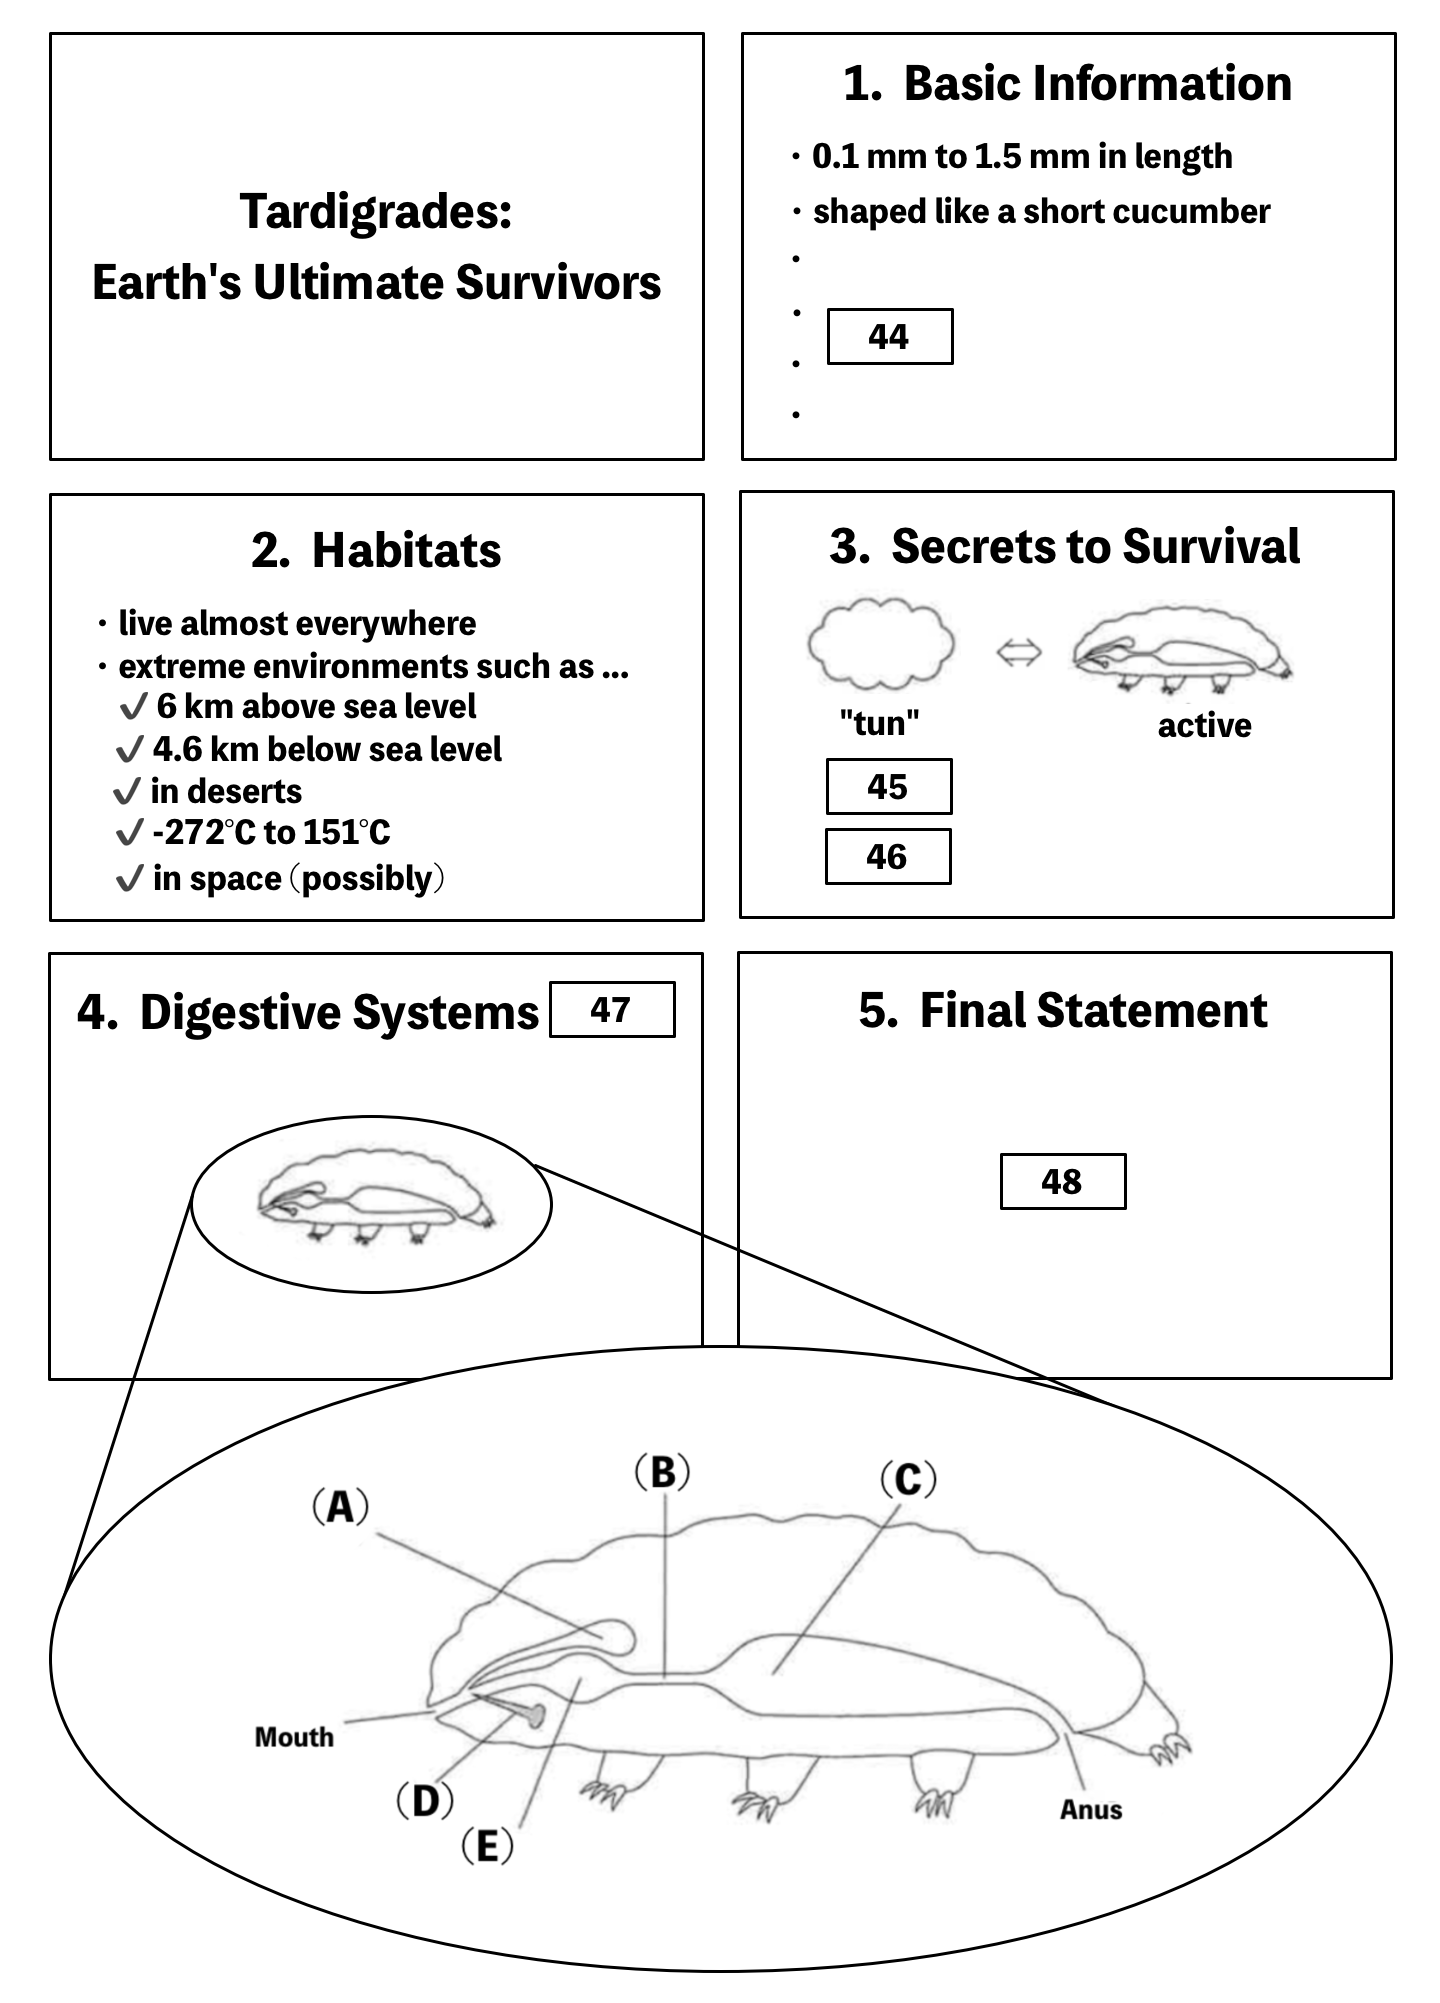 Tardigrades:
Earth's Ultimate Survivors
1. Basic Information
・0.1 mm to 1.5 mm in length
・shaped like a short cucumber
・
・
44
・
・
2. Habitats
・live almost everywhere
・extreme environments such as ...
✓ 6 km above sea level
✓ 4.6 km below sea level
✓ in deserts
✓ -272℃ to 151℃
✓ in space（possibly）
3. Secrets to Survival
"tun"
active
45
46
4. Digestive Systems 47
5. Final Statement
48
（A）
（B）
（C）
Mouth
（D）
（E）
Anus